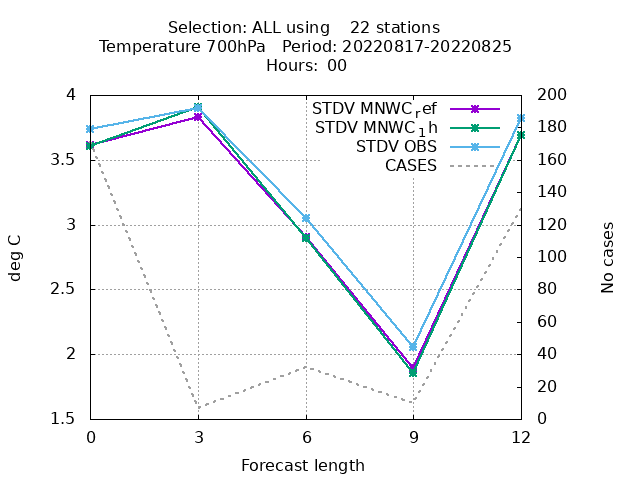 Selection: ALL using    22 stations
Temperature 700hPa   Period: 20220817-20220825
Hours:  00
4
3.5
3
2.5
2
1.5
deg C
200
180
160
140
120
100
80
60
40
20
0
No cases
STDV MNWC_ref
STDV MNWC_1h
STDV OBS
CASES
0 3 6 9 12
Forecast length